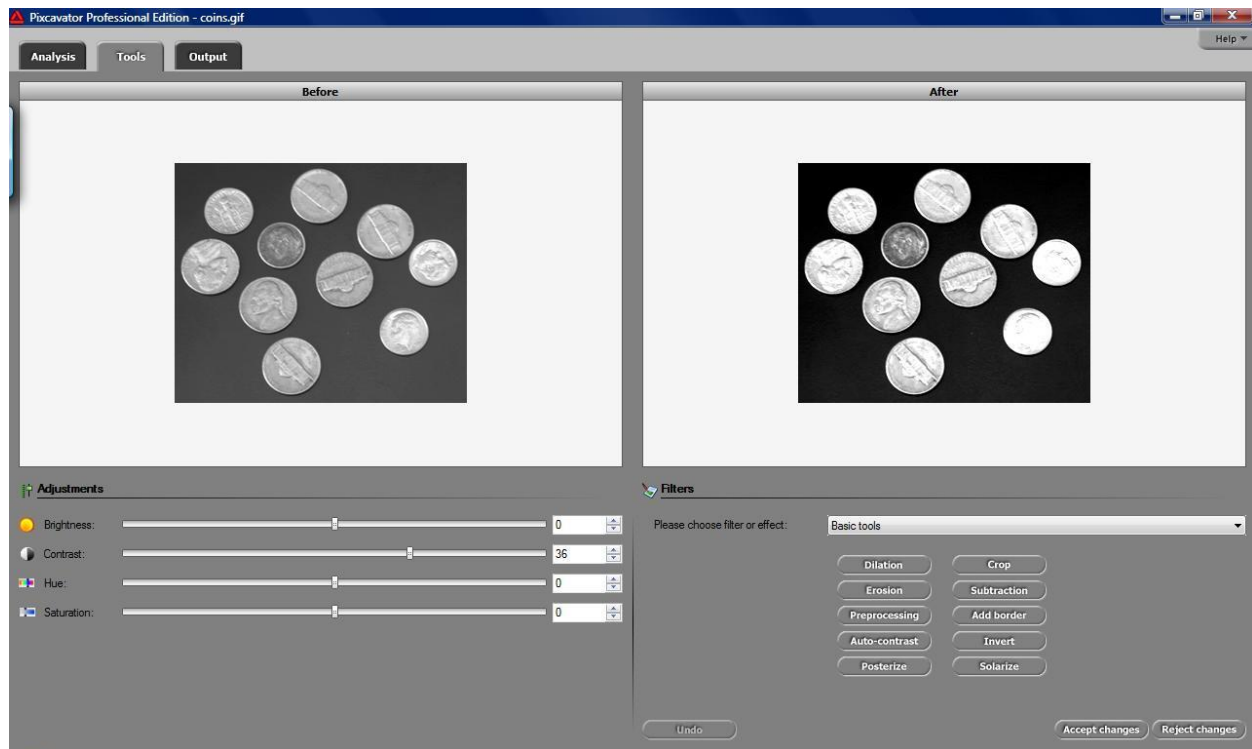 Pixcavator Professional Edition - coins.gif
Help
Analysis Tools Output
Before
After
Adjustments
Brightness: 0
Contrast: 36
Hue: 0
Saturation: 0
Filters
Please choose filter or effect: Basic tools
Dilation Crop
Erosion Subtraction
Preprocessing Add border
Auto-contrast Invert
Posterize Solarize
Undo
Accept changes Reject changes